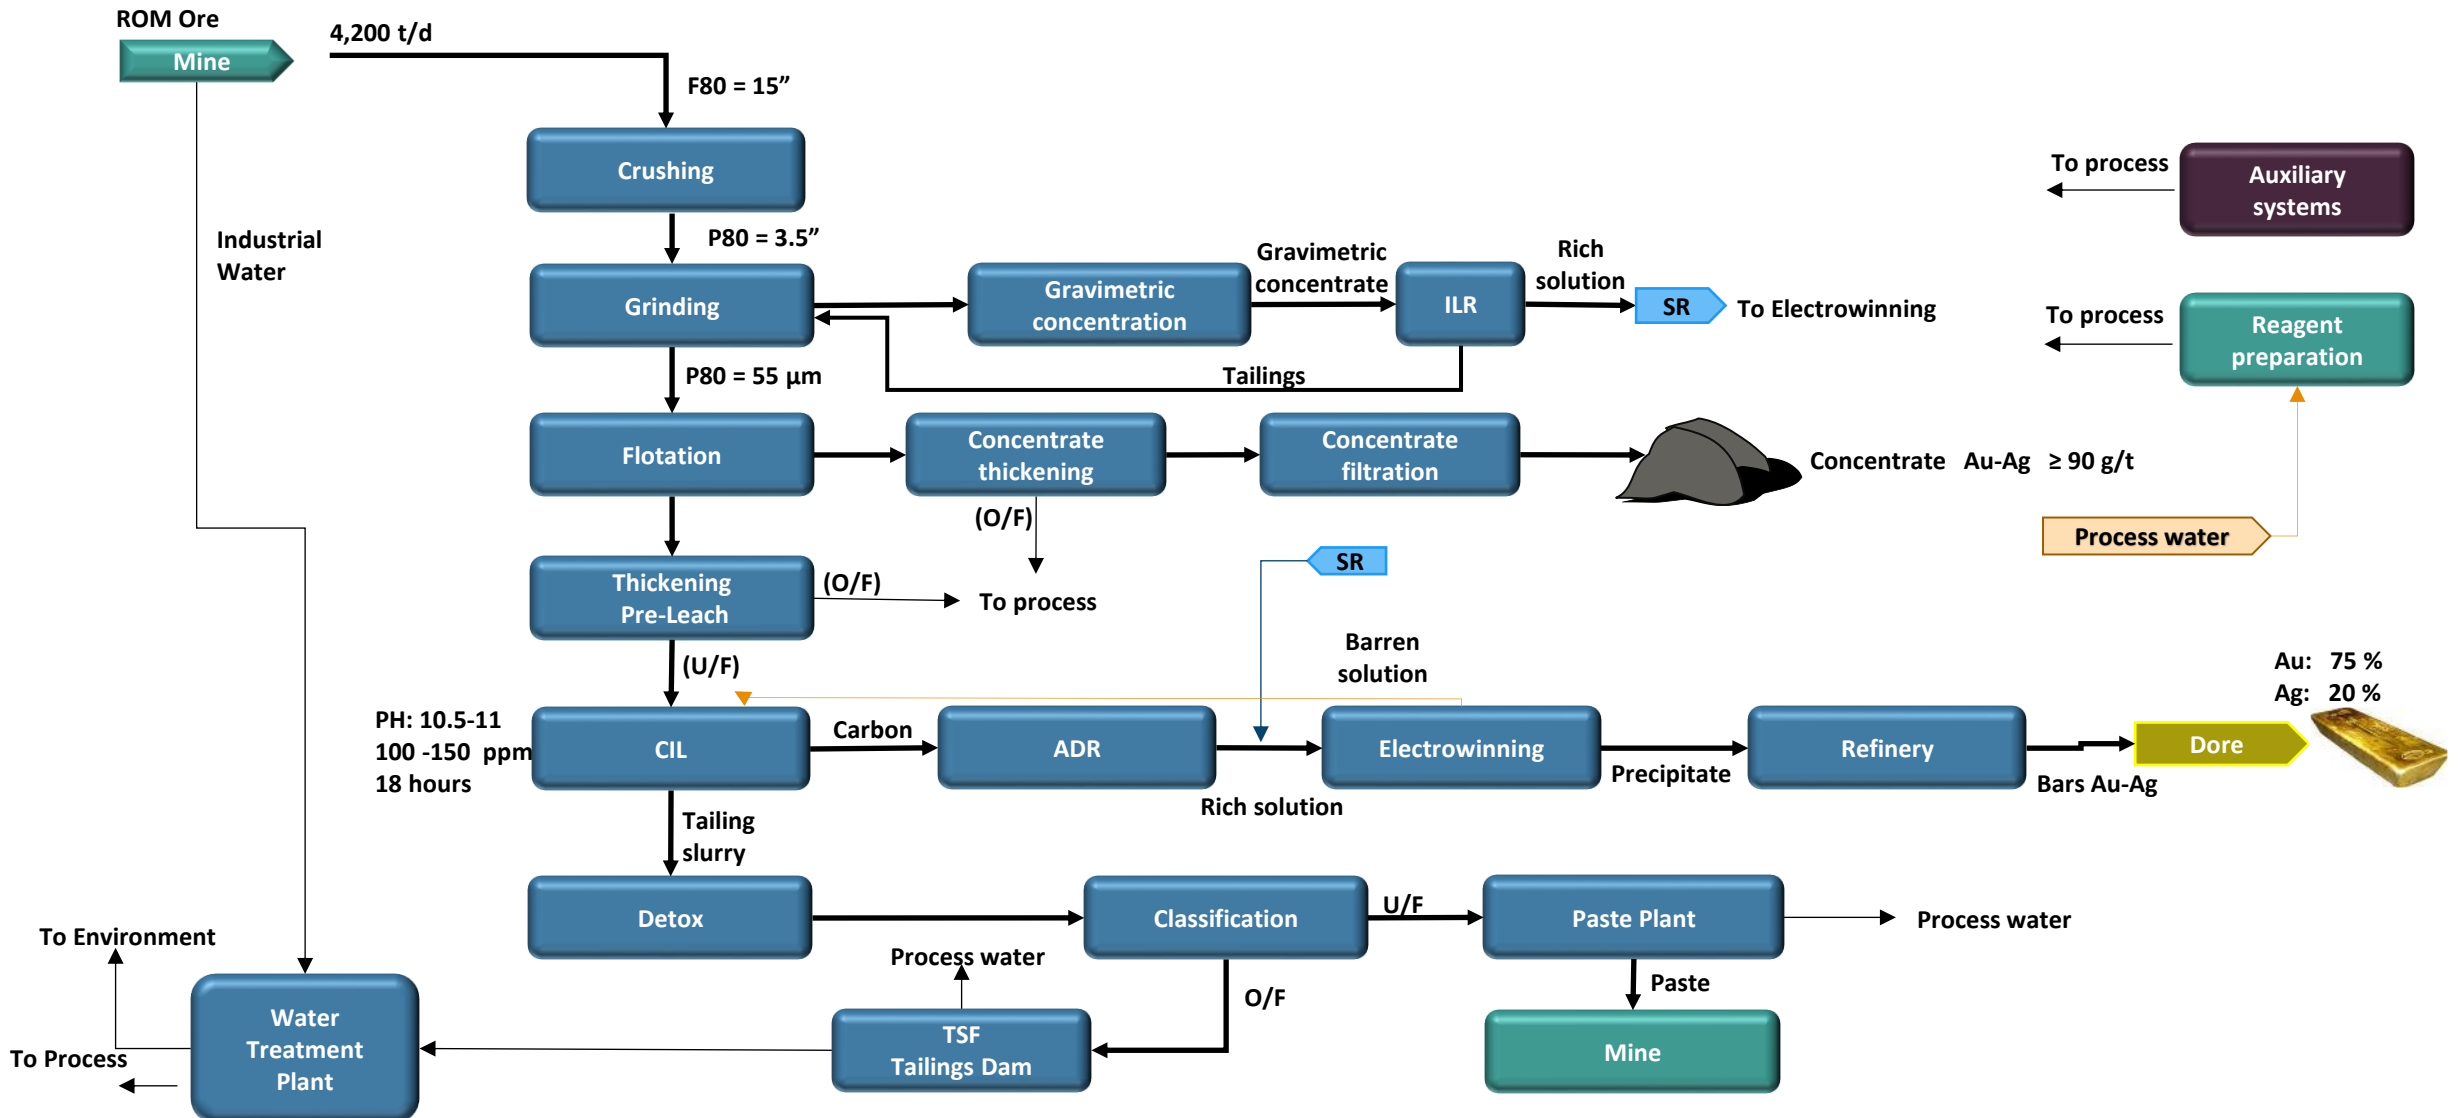 ROM Ore
Mine
4,200 t/d
F80 = 15”
Crushing
To process
Auxiliary
systems
Industrial
Water
P80 = 3.5”
Grinding
Gravimetric
concentration
Gravimetric
concentrate
ILR
Rich
solution
SR
To Electrowinning
To process
Reagent
preparation
Tailings
P80 = 55 µm
Flotation
Concentrate
thickening
Concentrate
filtration
Concentrate Au-Ag ≥ 90 g/t
(O/F)
Process water
SR
Thickening
Pre-Leach
(O/F)
To process
(U/F)
Barren
solution
Au: 75 %
Ag: 20 %
PH: 10.5-11
100 -150 ppm
18 hours
CIL
Carbon
ADR
Rich solution
Electrowinning
Precipitate
Refinery
Bars Au-Ag
Dore
Tailing
slurry
Detox
Classification
U/F
Paste Plant
Process water
To Environment
Process water
O/F
Paste
Water
Treatment
Plant
To Process
TSF
Tailings Dam
Mine